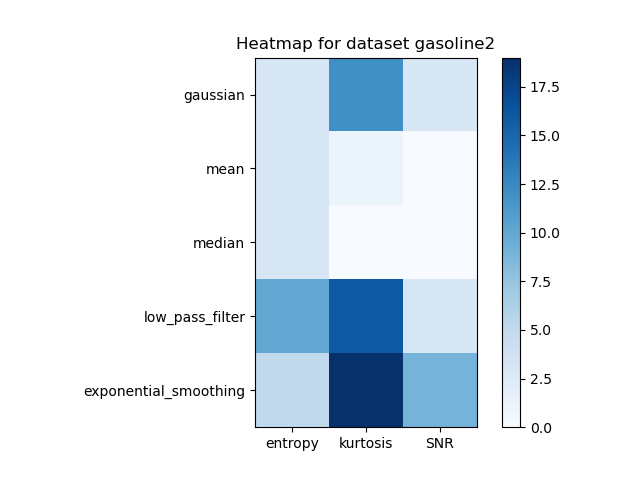 Heatmap for dataset gasoline2
gaussian
mean
median
low_pass_filter
exponential_smoothing
entropy kurtosis SNR
17.5
15.0
12.5
10.0
7.5
5.0
2.5
0.0